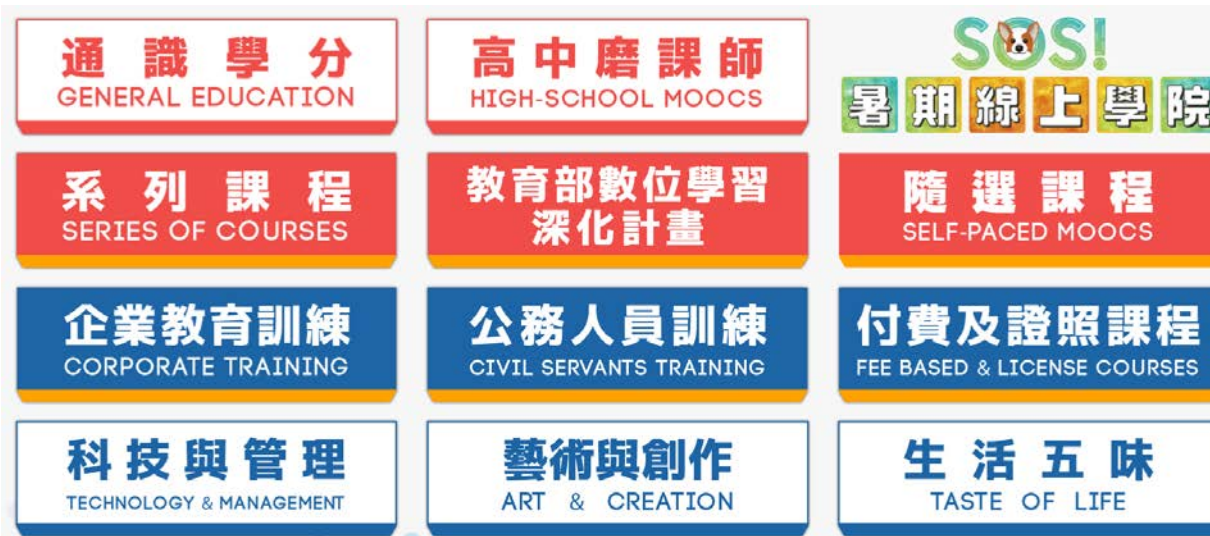 通識學分
GENERAL EDUCATION
高中磨課師
HIGH-SCHOOL MOOCS
SOS!
暑期線上學院
系列課程
SERIES OF COURSES
教育部數位學習
深化計畫
隨選課程
SELF-PACED MOOCS
企業教育訓練
CORPORATE TRAINING
公務人員訓練
CIVIL SERVANTS TRAINING
付費及證照課程
FEE BASED & LICENSE COURSES
科技與管理
TECHNOLOGY & MANAGEMENT
藝術與創作
ART & CREATION
生活五味
TASTE OF LIFE